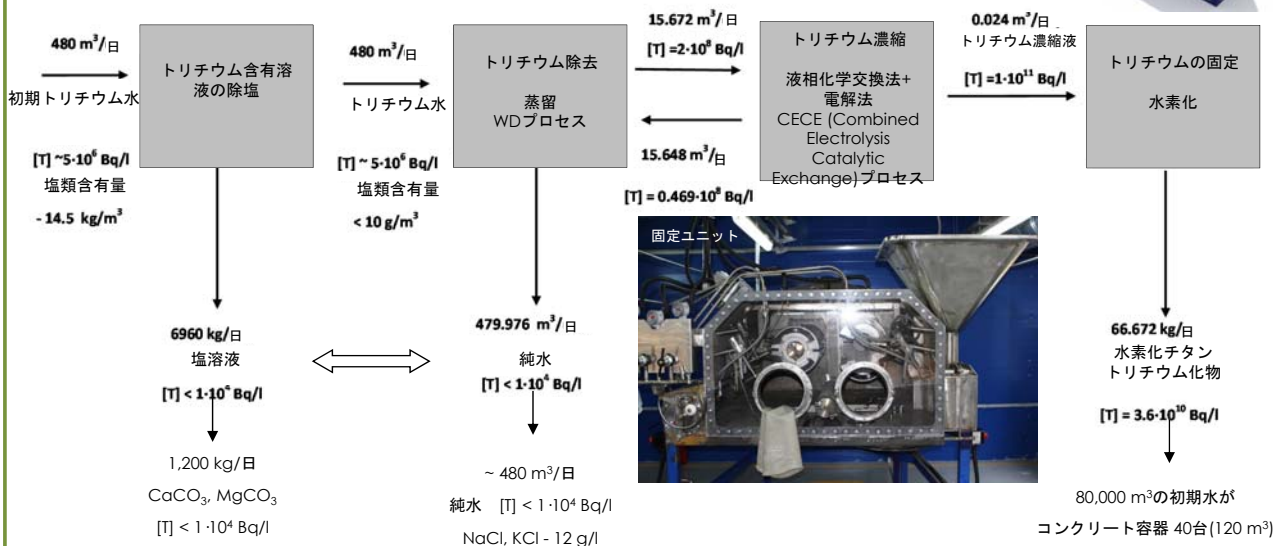 480 m³/日
初期トリチウム水
[T] ~5·10⁶ Bq/l
塩類含有量
- 14.5 kg/m³
トリチウム含有溶
液の除塩
6960 kg/日
塩溶液
[T] < 1·10⁴ Bq/l
1,200 kg/日
CaCO₃, MgCO₃
[T] < 1·10⁴ Bq/l
480 m³/日
トリチウム水
[T] ~ 5·10⁶ Bq/l
塩類含有量
< 10 g/m³
トリチウム除去
蒸留
WDプロセス
479.976 m³/日
純水
[T] < 1·10⁴ Bq/l
~ 480 m³/日
純水 [T] < 1·10⁴ Bq/l
NaCl, KCl - 12 g/l
15.672 m³/日
[T] =2·10⁸ Bq/l
15.648 m³/日
[T] = 0.469·10⁸ Bq/l
トリチウム濃縮
液相化学交換法+
電解法
CECE (Combined
Electrolysis
Catalytic
Exchange)プロセス
固定ユニット
0.024 m³/日
トリチウム濃縮液
[T] =1·10¹¹ Bq/l
トリチウムの固定
水素化
66.672 kg/日
水素化チタン
トリチウム化物
[T] = 3.6·10¹⁰ Bq/l
80,000 m³の初期水が
コンクリート容器 40台(120 m³)